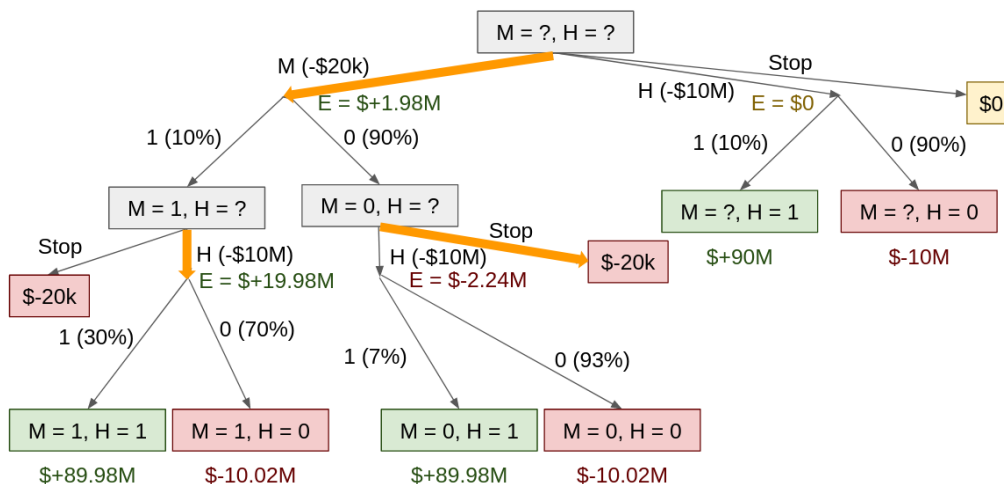 M = ?, H = ?
M (-$20k)
Stop
H (-$10M)
E = $+1.98M
E = $0
$0
1 (10%)
0 (90%)
1 (10%)
0 (90%)
M = 1, H = ?
M = 0, H = ?
M = ?, H = 1
M = ?, H = 0
Stop
H (-$10M)
Stop
H (-$10M)
$+90M
$-10M
$-20k
E = $+19.98M
E = $-2.24M
$-20k
1 (30%)
0 (70%)
1 (7%)
0 (93%)
M = 1, H = 1
M = 1, H = 0
M = 0, H = 1
M = 0, H = 0
$+89.98M
$-10.02M
$+89.98M
$-10.02M